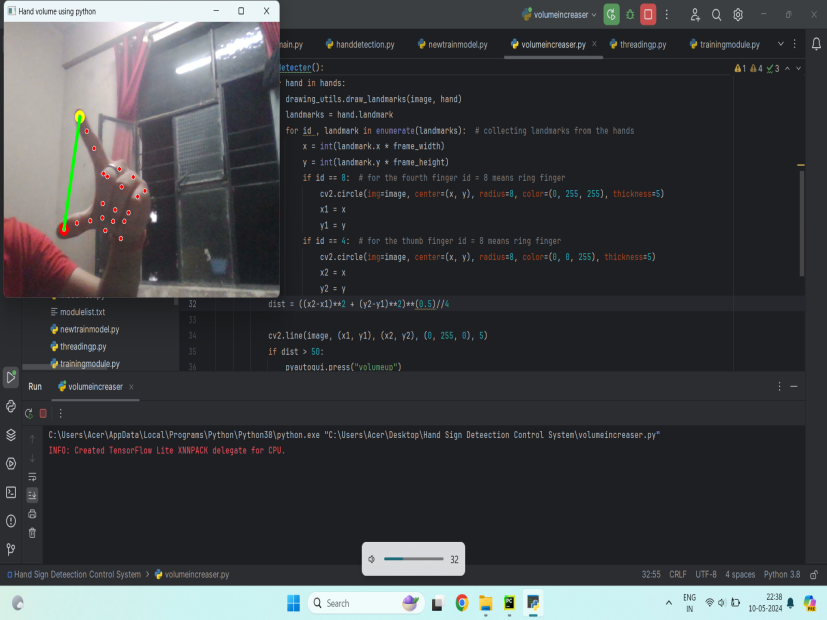 Hand volume using python
volumeincreaser
main.py
handdetection.py
newtrainmodel.py
volumeincreaser.py
threadingp.py
trainingmodule.py
detecter():
1 4 3
hand in hands:
drawing_utils.draw_landmarks(image, hand)
landmarks = hand.landmark
for id , landmark in enumerate(landmarks): # collecting landmarks from the hands
x = int(landmark.x * frame_width)
y = int(landmark.y * frame_height)
if id == 8: # for the fourth finger id = 8 means ring finger
cv2.circle(img=image, center=(x, y), radius=8, color=(0, 255, 255), thickness=5)
x1 = x
y1 = y
if id == 4: # for the thumb finger id = 8 means ring finger
cv2.circle(img=image, center=(x, y), radius=8, color=(0, 0, 255), thickness=5)
x2 = x
y2 = y
32 dist = ((x2-x1)**2 + (y2-y1)**2)**(0.5)//4
33
34 cv2.line(image, (x1, y1), (x2, y2), (0, 255, 0), 5)
35 if dist > 50:
36 pyautogui.press("volumeup")
modulelist.txt
newtrainmodel.py
threadingp.py
trainingmodule.py
Run volumeincreaser
C:\Users\Acer\AppData\Local\Programs\Python\Python38\python.exe "C:\Users\Acer\Desktop\Hand Sign Deteection Control System\volumeincreaser.py"
INFO: Created TensorFlow Lite XNNPACK delegate for CPU.
32
Hand Sign Deteection Control System > volumeincreaser.py
32:55 CRLF UTF-8 4 spaces Python 3.8
Search
ENG
IN
22:38
10-05-2024